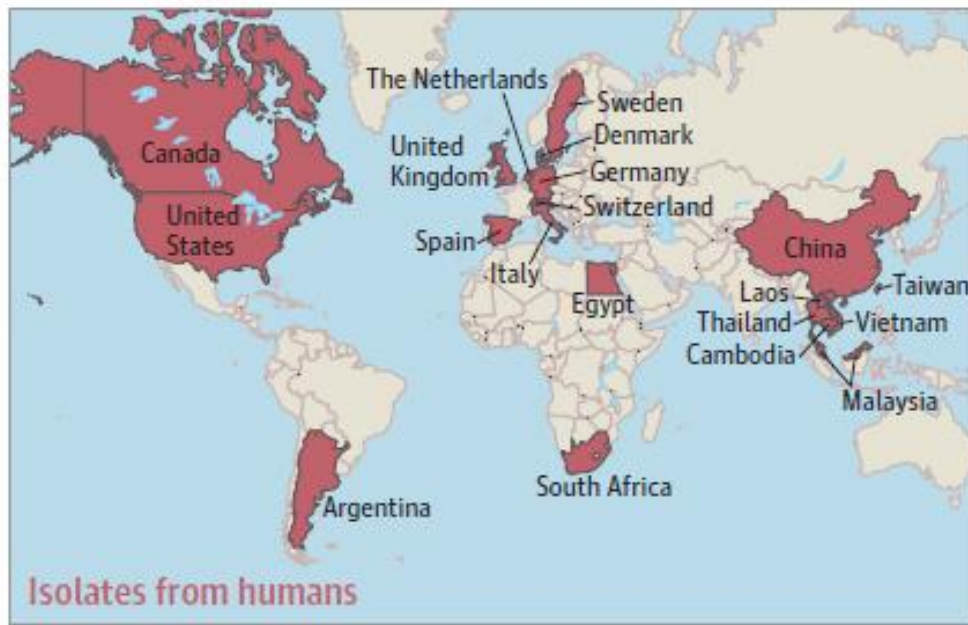 The Netherlands
Sweden
Denmark
Canada
United
Kingdom
Germany
United
States
Switzerland
Spain
China
Italy
Egypt
Laos
Taiwan
Thailand
Vietnam
Cambodia
Malaysia
South Africa
Argentina
Isolates from humans